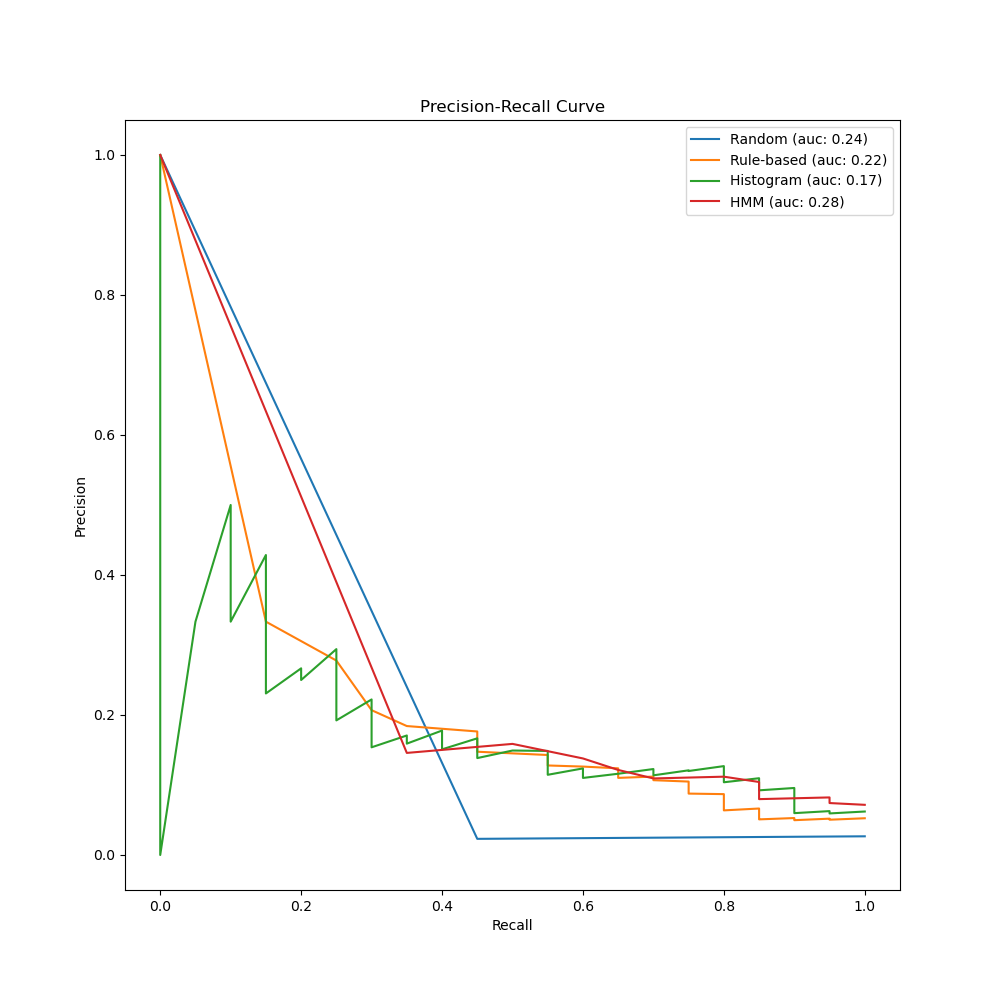 Precision-Recall Curve
Random (auc: 0.24)
Rule-based (auc: 0.22)
Histogram (auc: 0.17)
HMM (auc: 0.28)
Precision
1.0
0.8
0.6
0.4
0.2
0.0
0.0 0.2 0.4 0.6 0.8 1.0
Recall